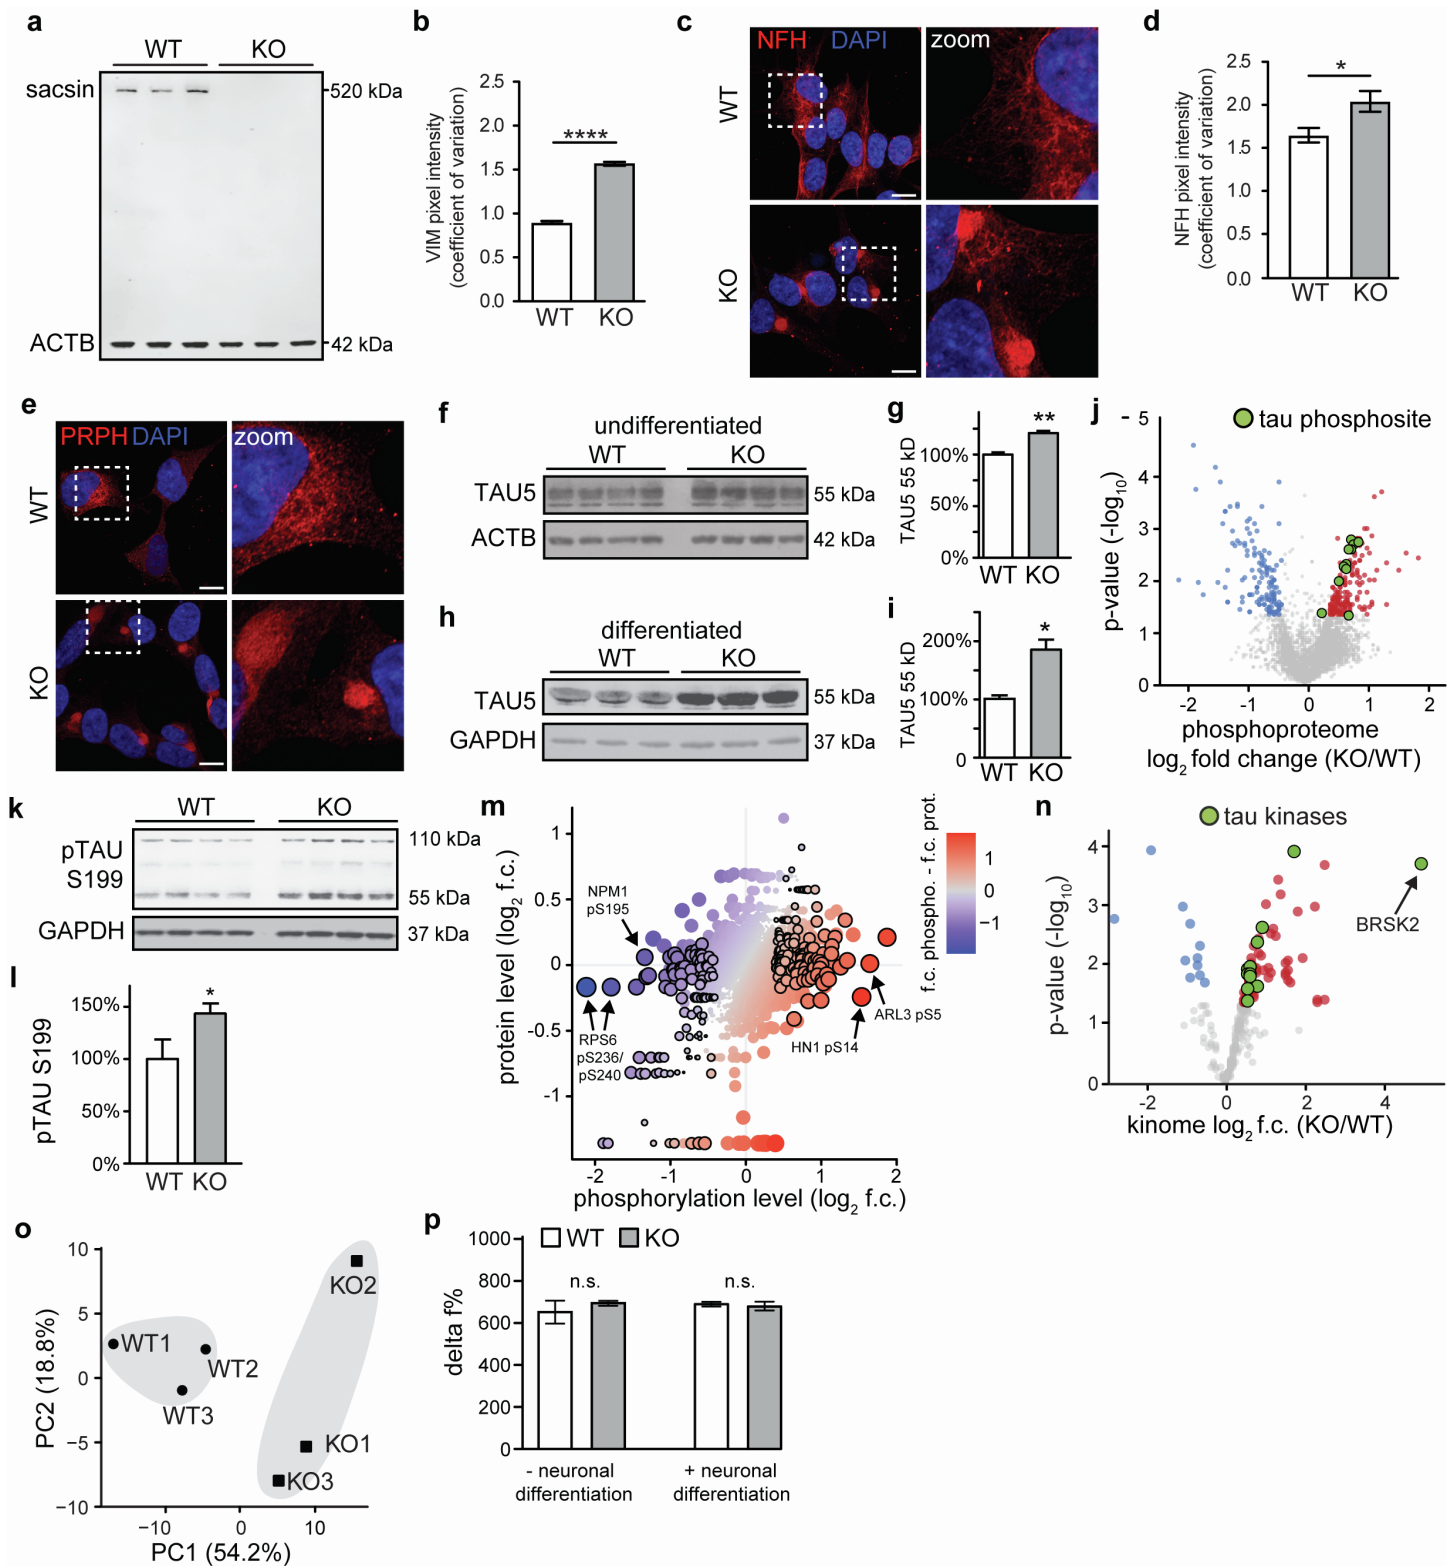 a
WT KO
sacsin
520 kDa
ACTB
42 kDa
b
VIM pixel intensity
(coefficient of variation)
2.5
2.0
1.5
1.0
0.5
0.0
****
WT KO
c
NFH DAPI zoom
WT
KO
d
NFH pixel intensity
(coefficient of variation)
2.5
2.0
1.5
1.0
0.5
0.0
*
WT KO
e
PRPH DAPI zoom
WT
KO
f
undifferentiated
WT KO
TAU5 55 kDa
ACTB 42 kDa
g
TAU5 55 kD
100%
50%
0%
**
WT KO
h
differentiated
WT KO
TAU5 55 kDa
GAPDH 37 kDa
i
TAU5 55 kD
200%
100%
0
*
WT KO
j
tau phosphosite
p-value (-log10)
5
3
2
1
0
-2 -1 0 1 2
phosphoproteome
log2 fold change (KO/WT)
k
WT KO
pTAU
S199
110 kDa
55 kDa
GAPDH 37 kDa
l
pTAU S199
150%
100%
50%
0%
*
WT KO
m
protein level (log2 f.c.)
1
0.5
0
-0.5
-1
NPM1
pS195
RPS6
pS236/
pS240
ARL3 pS5
HN1 pS14
-2 -1 0 1 2
phosphorylation level (log2 f.c.)
f.c. phospho. - f.c. prot.
1
0
−1
n
tau kinases
p-value (-log10)
4
3
2
1
0
BRSK2
-2 0 2 4
kinome log2 f.c. (KO/WT)
o
PC2 (18.8%)
10
5
0
−5
−10
KO2
WT1
WT2
WT3
KO1
KO3
−10 0 10
PC1 (54.2%)
p
WT KO
delta f%
1000
800
600
400
200
0
n.s. n.s.
- neuronal
differentiation
+ neuronal
differentiation